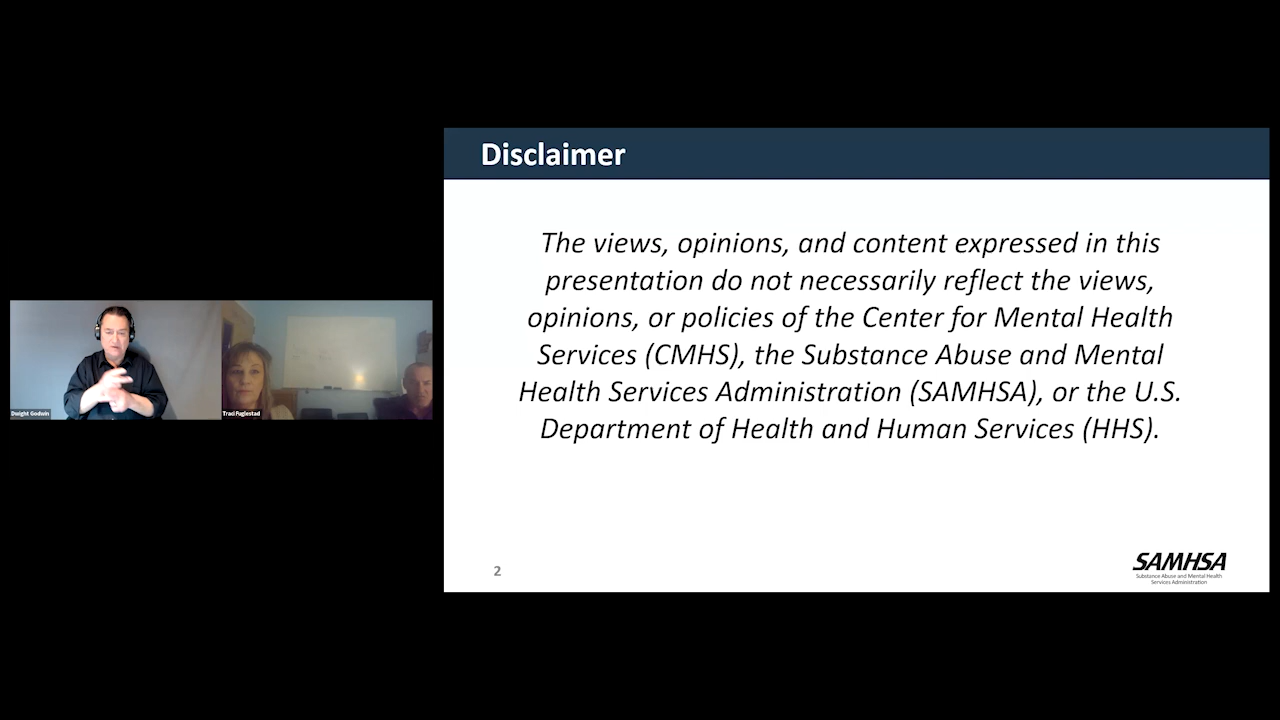 Disclaimer
The views, opinions, and content expressed in this
presentation do not necessarily reflect the views,
opinions, or policies of the Center for Mental Health
Services (CMHS), the Substance Abuse and Mental
Health Services Administration (SAMHSA), or the U.S.
Department of Health and Human Services (HHS).
Dwight Godwin
Traci Fugiestad
2
SAMHSA
Substance Abuse and Mental Health
Services Administration